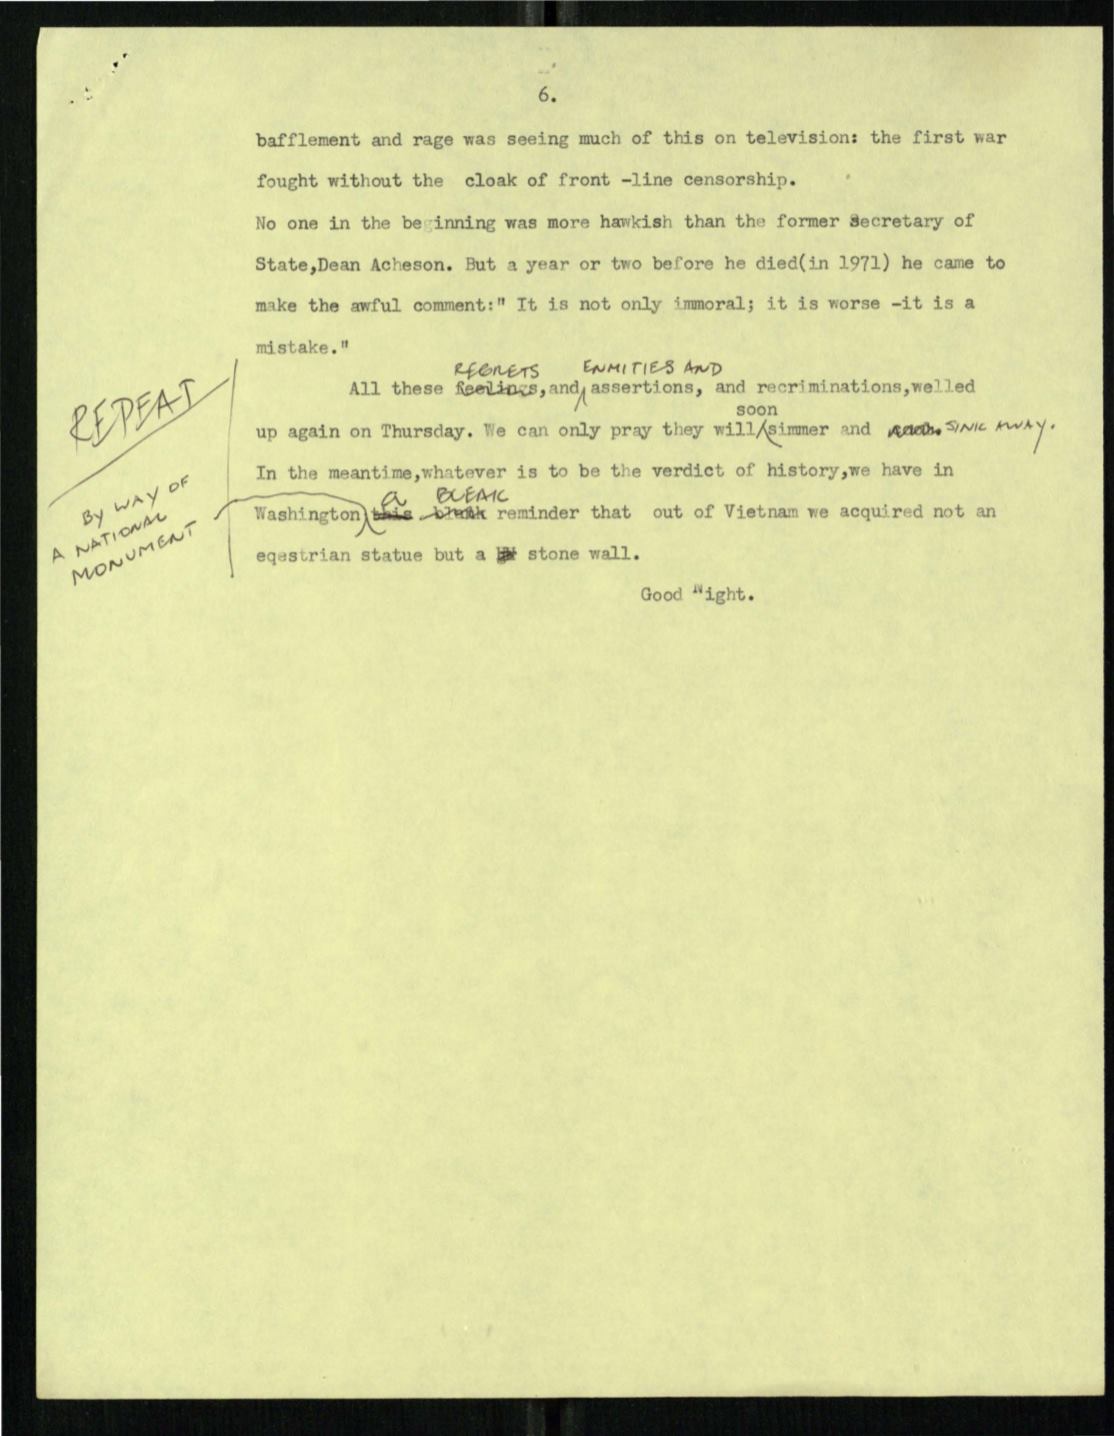 6.
bafflement and rage was seeing much of this on television: the first war
fought without the cloak of front -line censorship.
No one in the beginning was more hawkish than the former Secretary of
State,Dean Acheson. But a year or two before he died(in 1971) he came to
make the awful comment:" It is not only immoral; it is worse -it is a
mistake."
REGRETS ENMITIES AND
All these feelings,and assertions, and recriminations,welled
soon
up again on Thursday. We can only pray they will simmer and SINK AWAY.
In the meantime,whatever is to be the verdict of history,we have in
a BLEAK
Washington this bleak reminder that out of Vietnam we acquired not an
eqestrian statue but a stone wall.
Good Night.
REPEAT
By WAY OF
A NATIONAL
MONUMENT